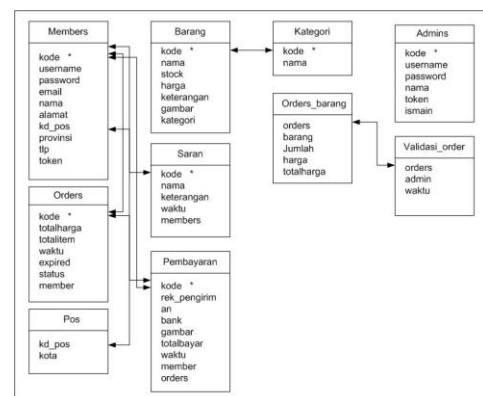 Members
kode *
username
password
email
nama
alamat
kd_pos
provinsi
tlp
token
Orders
kode *
totalharga
totalitem
waktu
expired
status
member
Pos
kd_pos
kota
Barang
kode *
nama
stock
harga
keterangan
gambar
kategori
Saran
kode *
nama
keterangan
waktu
members
Pembayaran
kode *
rek_pengirim
an
bank
gambar
totalbayar
waktu
member
orders
Kategori
kode *
nama
Orders_barang
orders
barang
Jumlah
harga
totalharga
Admins
kode *
username
password
nama
token
ismain
Validasi_order
orders
admin
waktu